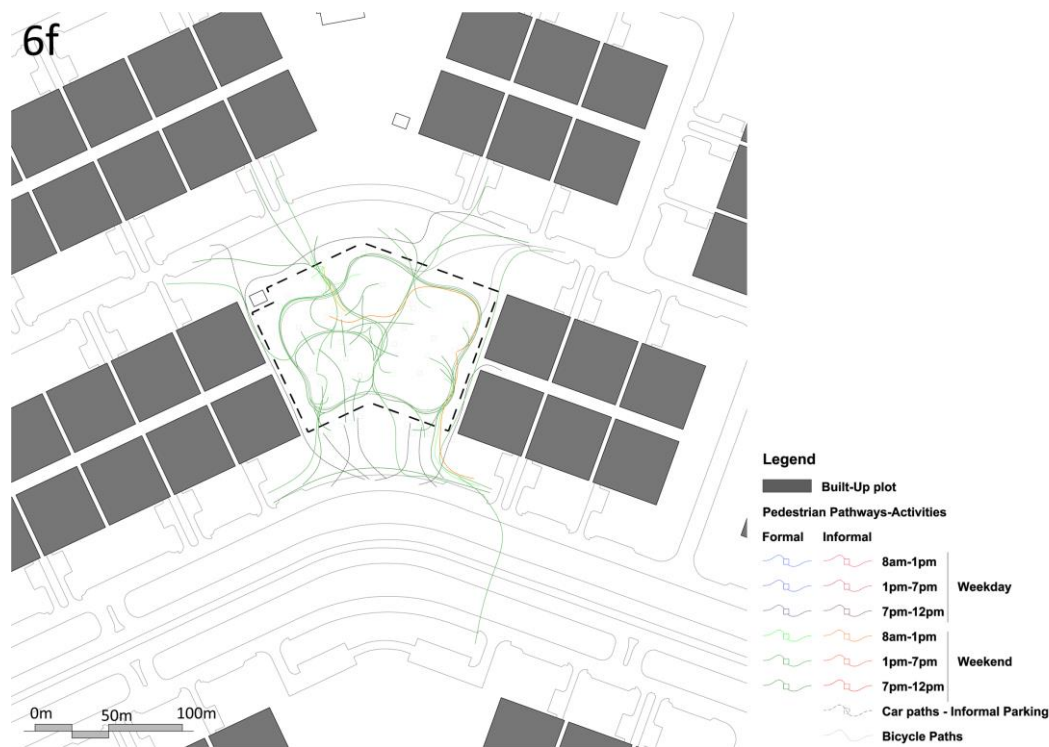 6f
Legend
Built-Up plot
Pedestrian Pathways-Activities
Formal Informal
8am-1pm
1pm-7pm Weekday
7pm-12pm
8am-1pm
1pm-7pm Weekend
7pm-12pm
Car paths - Informal Parking
Bicycle Paths
0m 50m 100m